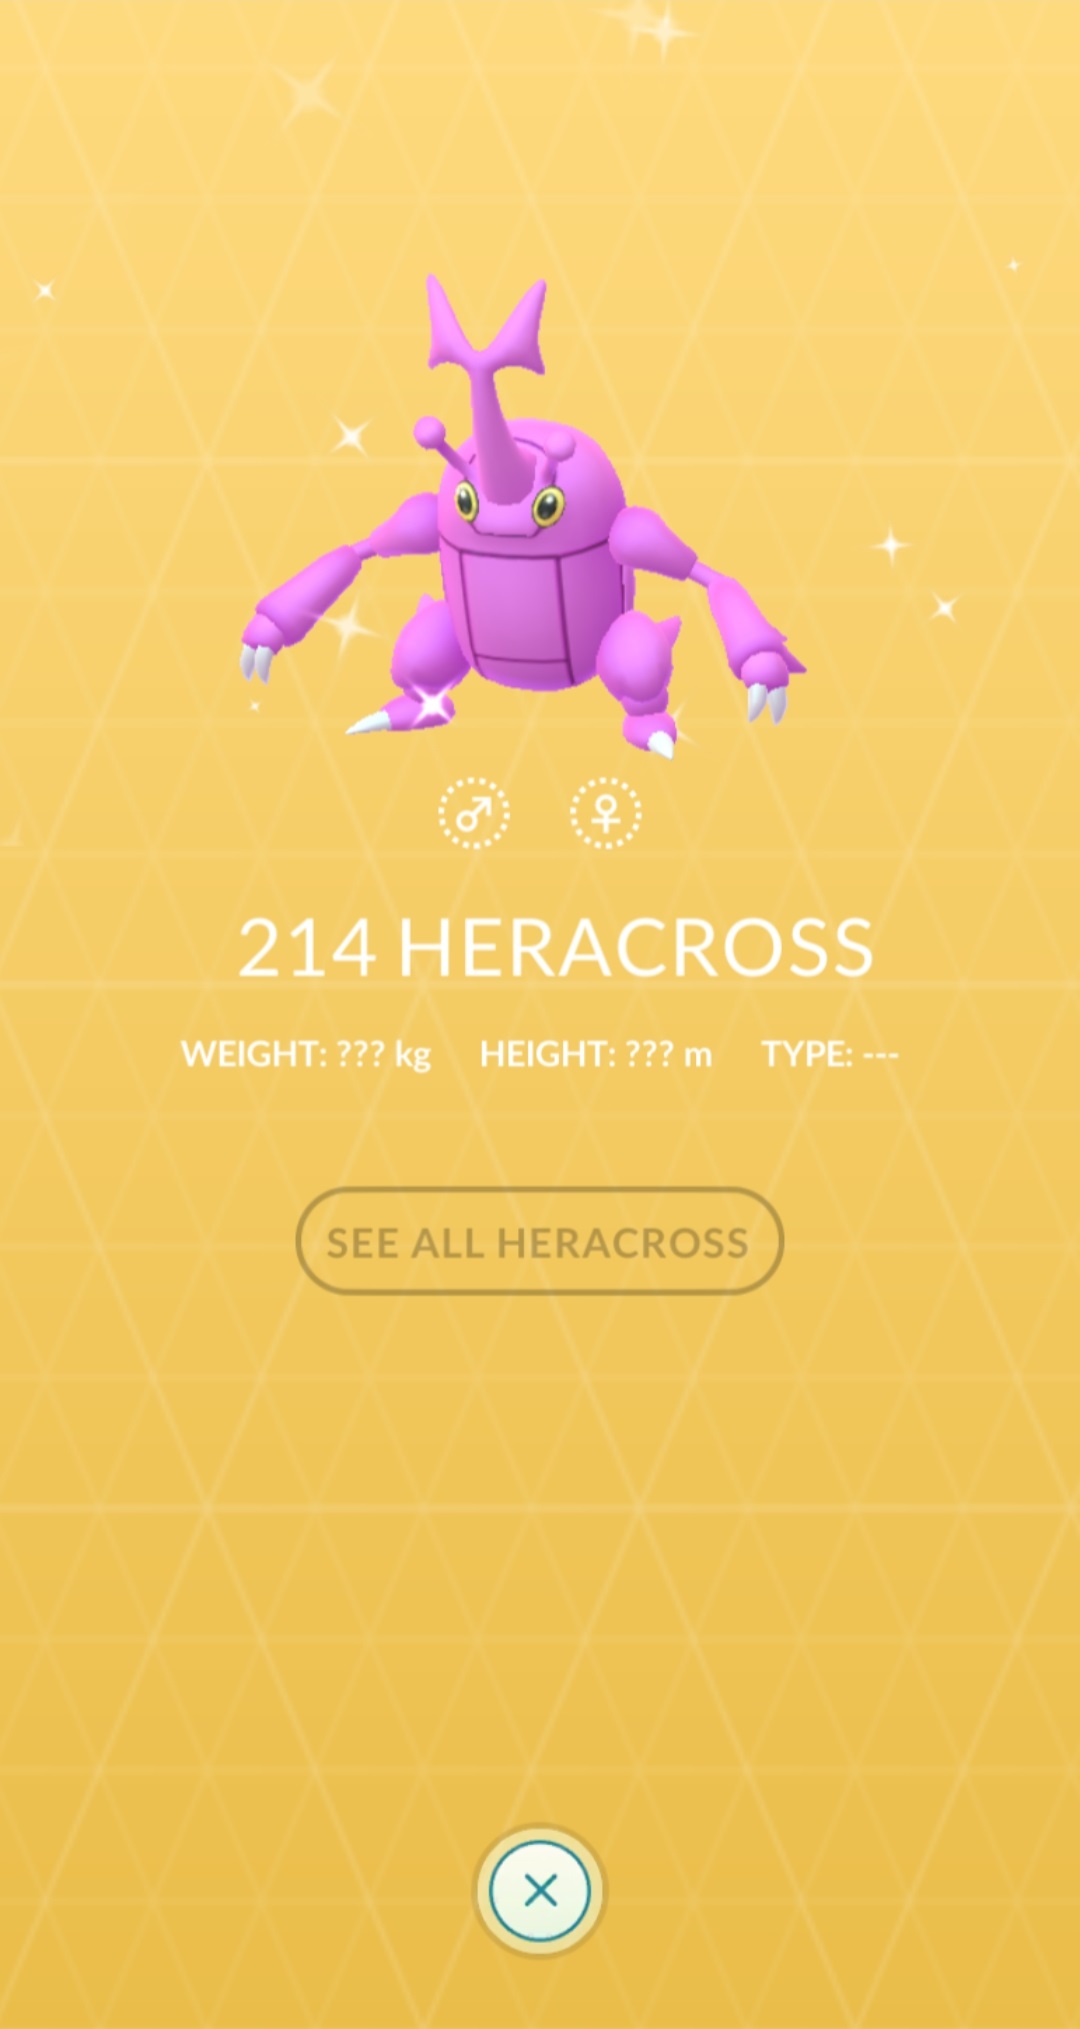 214 HERACROSS
WEIGHT: ??? kg HEIGHT: ??? m TYPE: ---
SEE ALL HERACROSS